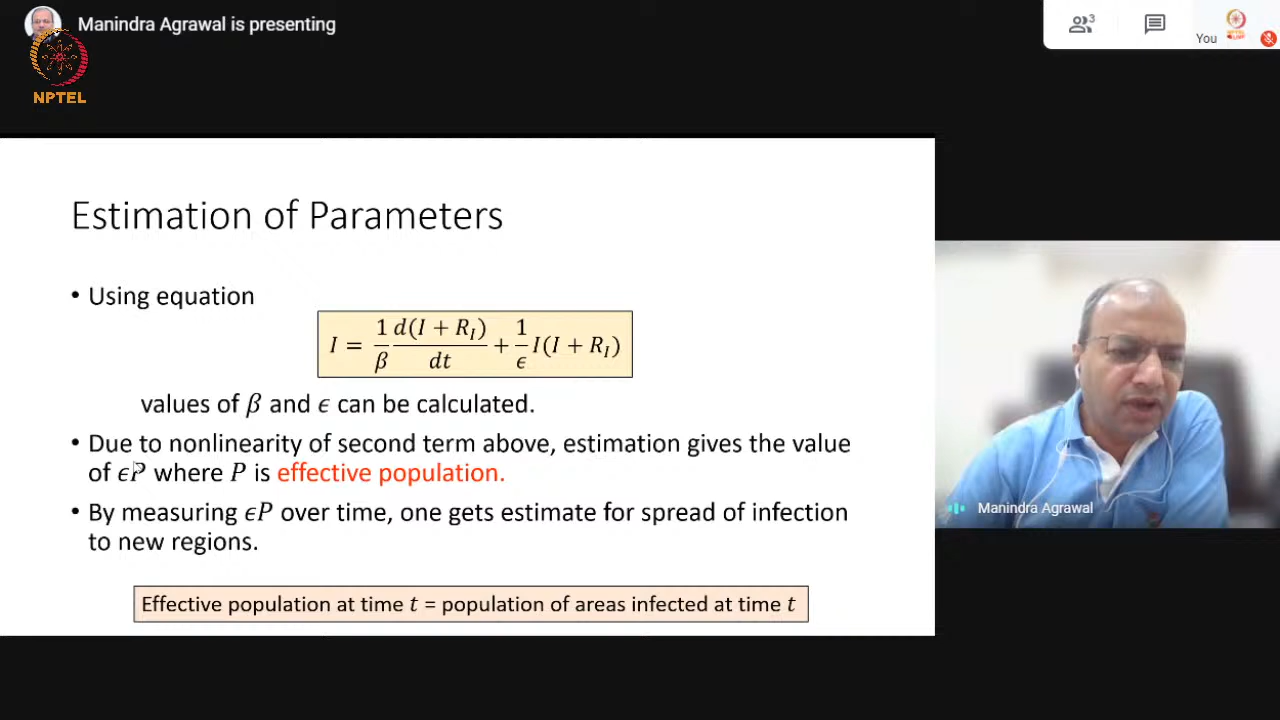 Manindra Agrawal is presenting
NPTEL
3
You
Estimation of Parameters
• Using equation
I = 1/β d(I + R_I)/dt + 1/ϵ I(I + R_I)
values of β and ϵ can be calculated.
• Due to nonlinearity of second term above, estimation gives the value
of ϵP where P is effective population.
• By measuring ϵP over time, one gets estimate for spread of infection
to new regions.
Effective population at time t = population of areas infected at time t
Manindra Agrawal